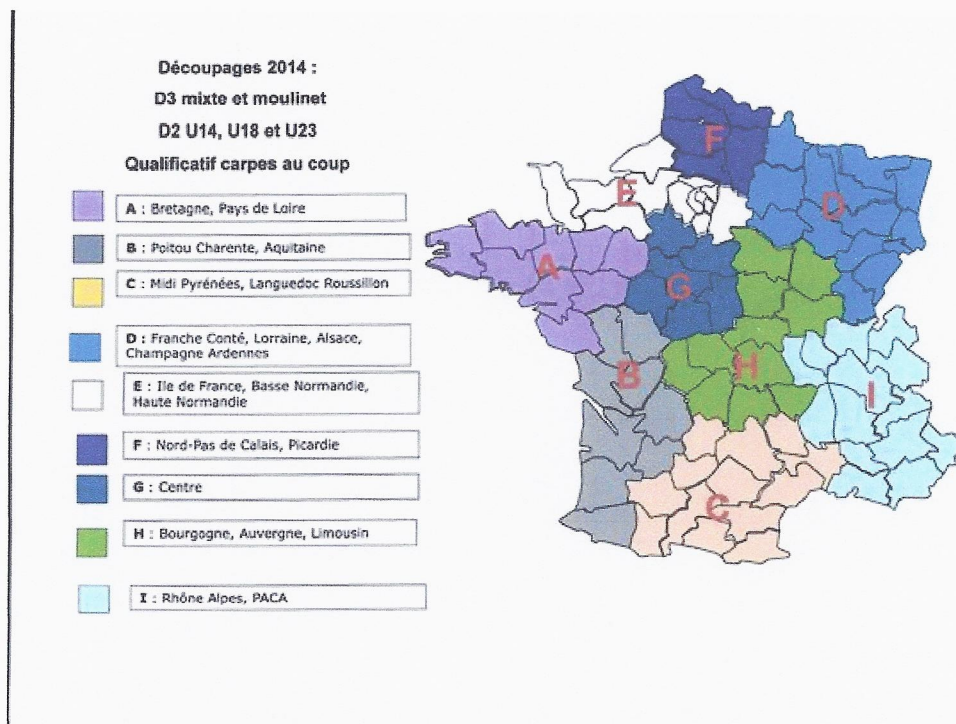 Découpages 2014 :
D3 mixte et moulinet
D2 U14, U18 et U23
Qualificatif carpes au coup
A : Bretagne, Pays de Loire
B : Poitou Charente, Aquitaine
C : Midi Pyrénées, Languedoc Roussillon
D : Franche Conté, Lorraine, Alsace,
Champagne Ardennes
E : Ile de France, Basse Normandie,
Haute Normandie
F : Nord-Pas de Calais, Picardie
G : Centre
H : Bourgogne, Auvergne, Limousin
I : Rhône Alpes, PACA
F
E
D
A
G
B
H
I
C